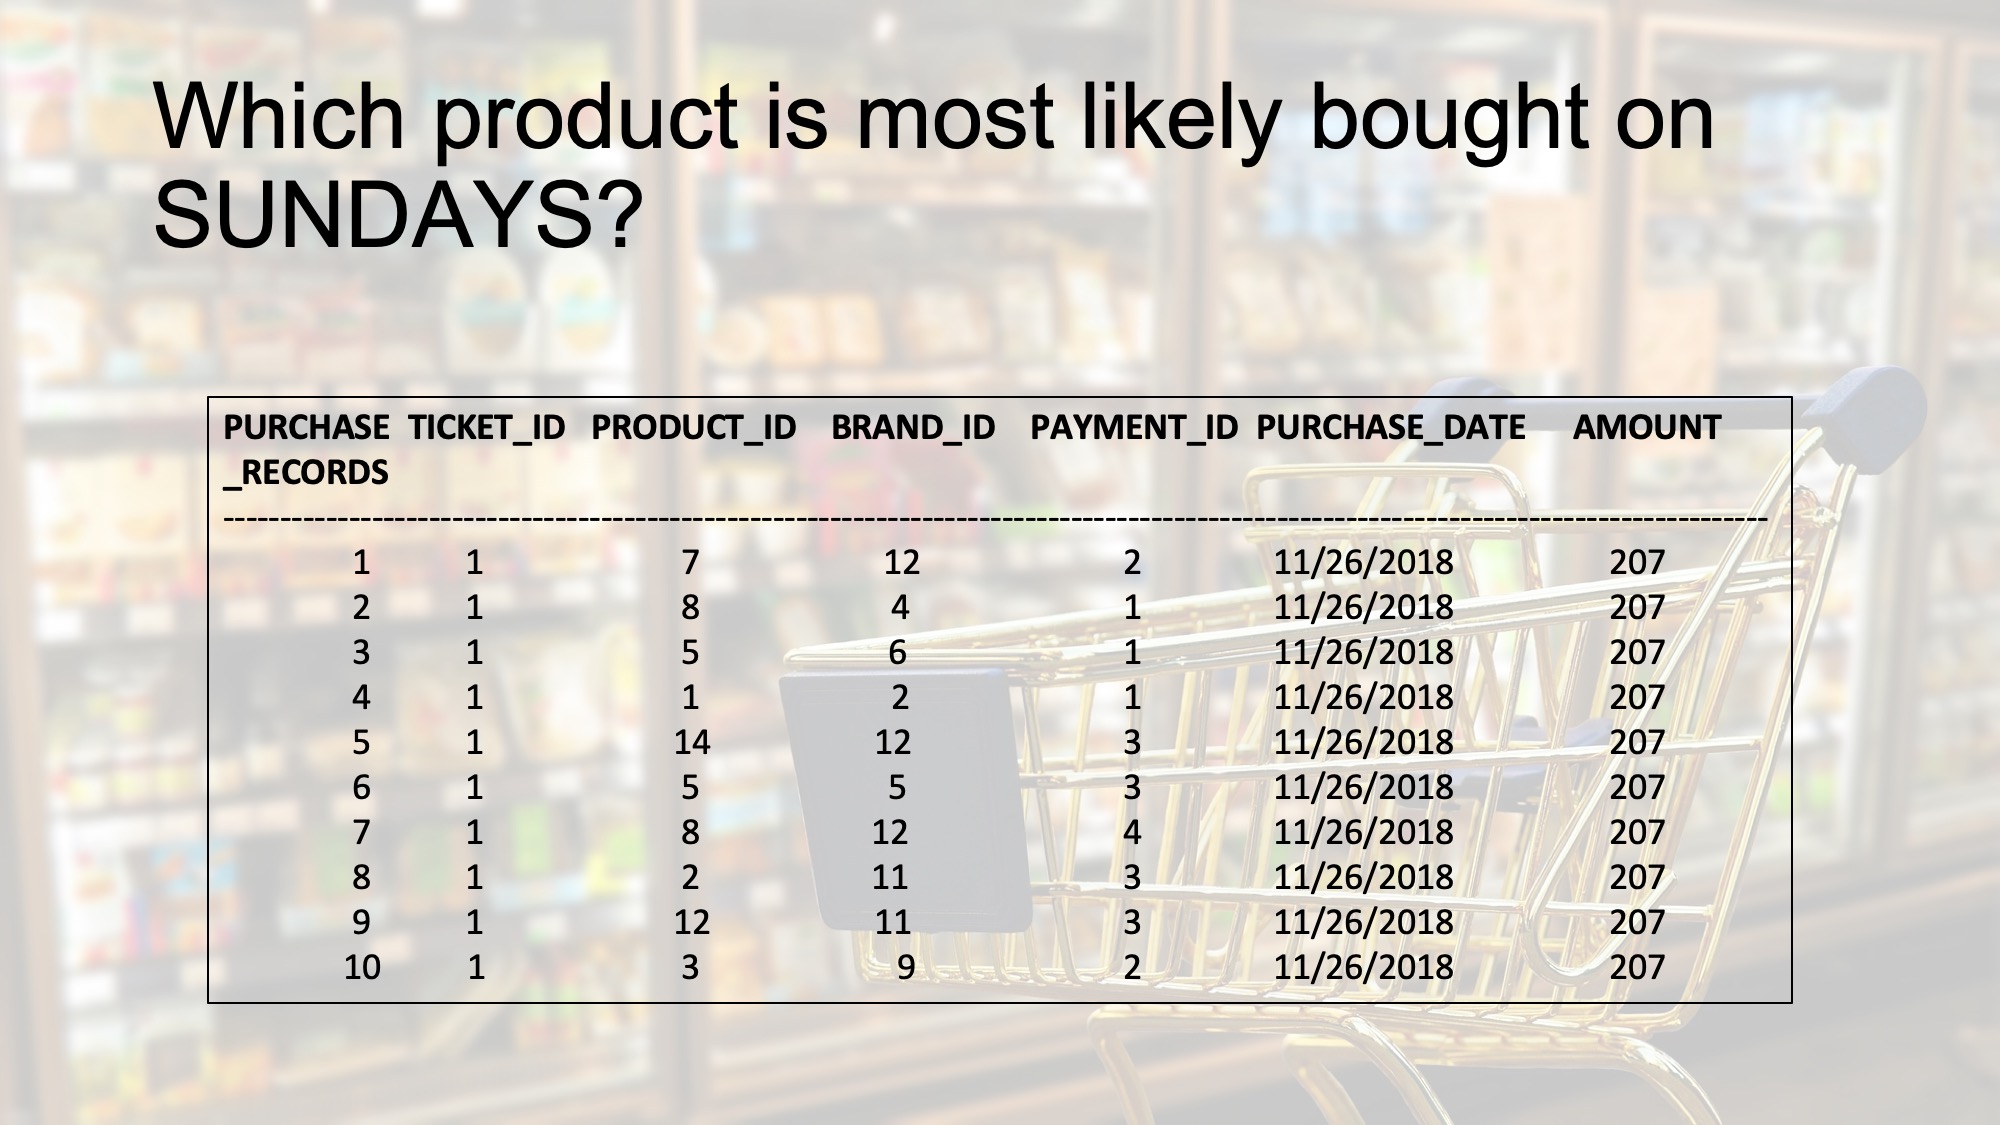 Which product is most likely bought on
SUNDAYS?
PURCHASE TICKET_ID PRODUCT_ID BRAND_ID PAYMENT_ID PURCHASE_DATE AMOUNT
_RECORDS
----------------------------------------------------------------------------------------------------------------------------------------
1 1 7 12 2 11/26/2018 207
2 1 8 4 1 11/26/2018 207
3 1 5 6 1 11/26/2018 207
4 1 1 2 1 11/26/2018 207
5 1 14 12 3 11/26/2018 207
6 1 5 5 3 11/26/2018 207
7 1 8 12 4 11/26/2018 207
8 1 2 11 3 11/26/2018 207
9 1 12 11 3 11/26/2018 207
10 1 3 9 2 11/26/2018 207